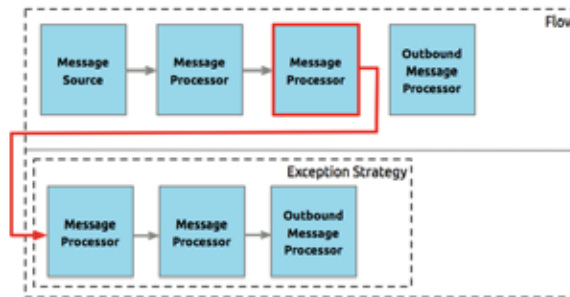 Flow
Message
Source
Message
Processor
Message
Processor
Outbound
Message
Processor
Exception Strategy
Message
Processor
Message
Processor
Outbound
Message
Processor